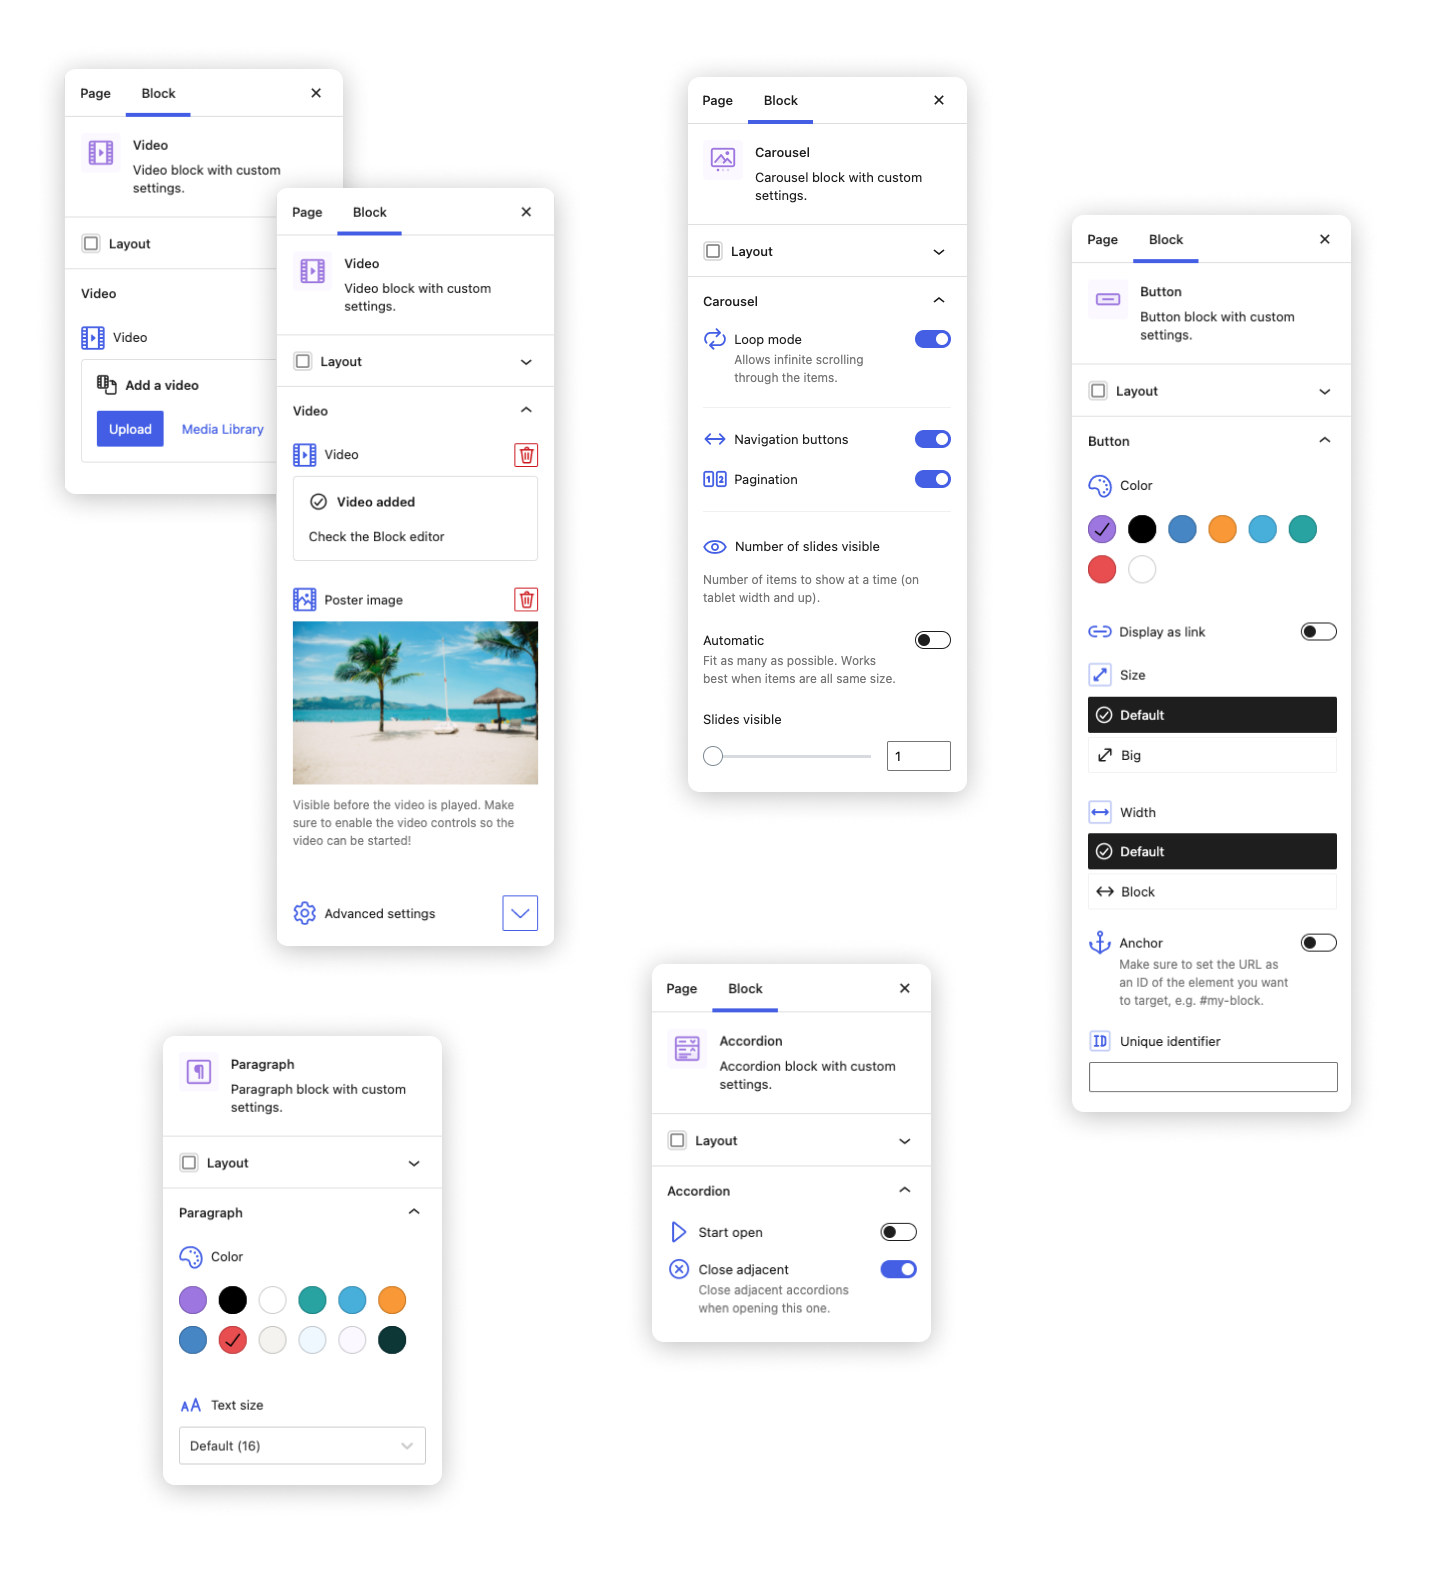 Page
Block
Video
Video block with custom
settings.
Layout
Video
Video
Add a video
Upload
Media Library
Page
Block
Video
Video block with custom
settings.
Layout
Video
Video
Video added
Check the Block editor
Poster image
Visible before the video is played. Make
sure to enable the video controls so the
video can be started!
Advanced settings
Page
Block
Carousel
Carousel block with custom
settings.
Layout
Carousel
Loop mode
Allows infinite scrolling
through the items.
Navigation buttons
1 2
Pagination
Number of slides visible
Number of items to show at a time (on
tablet width and up).
Automatic
Fit as many as possible. Works
best when items are all same size.
Slides visible
1
Page
Block
Button
Button block with custom
settings.
Layout
Button
Color
Display as link
Size
Default
Big
Width
Default
Block
Anchor
Make sure to set the URL as
an ID of the element you want
to target, e.g. #my-block.
ID
Unique identifier
Paragraph
Paragraph block with custom
settings.
Layout
Paragraph
Color
AA
Text size
Default (16)
Page
Block
Accordion
Accordion block with custom
settings.
Layout
Accordion
Start open
Close adjacent
Close adjacent accordions
when opening this one.